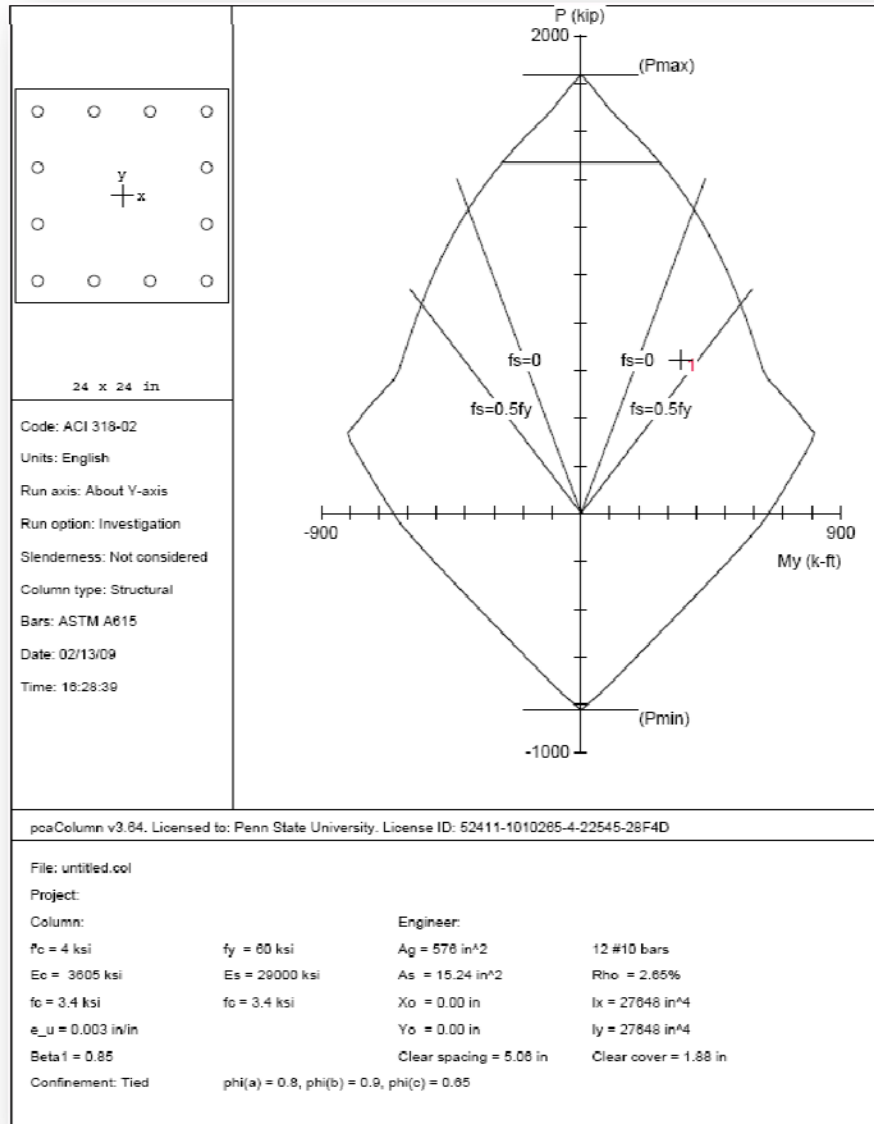 P (kip)
2000
(Pmax)
y
x
fs=0
fs=0
1
fs=0.5fy
fs=0.5fy
24 x 24 in
Code: ACI 318-02
Units: English
Run axis: About Y-axis
Run option: Investigation
Slenderness: Not considered
Column type: Structural
Bars: ASTM A615
Date: 02/13/09
Time: 16:28:39
-900
900
My (k-ft)
(Pmin)
-1000
pcaColumn v3.64. Licensed to: Penn State University. License ID: 52411-1010265-4-22545-28F4D
File: untitled.col
Project:
Column: Engineer:
f'c = 4 ksi fy = 60 ksi Ag = 576 in^2 12 #10 bars
Ec = 3605 ksi Es = 29000 ksi As = 15.24 in^2 Rho = 2.65%
fc = 3.4 ksi fc = 3.4 ksi Xo = 0.00 in Ix = 27648 in^4
e_u = 0.003 in/in Yo = 0.00 in Iy = 27648 in^4
Beta1 = 0.85 Clear spacing = 5.06 in Clear cover = 1.88 in
Confinement: Tied phi(a) = 0.8, phi(b) = 0.9, phi(c) = 0.65